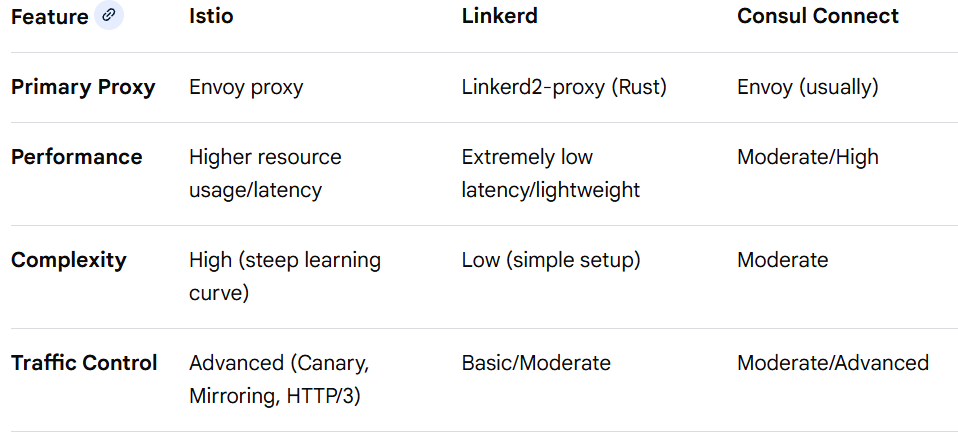 Feature Istio Linkerd Consul Connect
Primary Proxy Envoy proxy Linkerd2-proxy (Rust) Envoy (usually)
Performance Higher resource Extremely low Moderate/High
usage/latency latency/lightweight
Complexity High (steep learning Low (simple setup) Moderate
curve)
Traffic Control Advanced (Canary, Basic/Moderate Moderate/Advanced
Mirroring, HTTP/3)